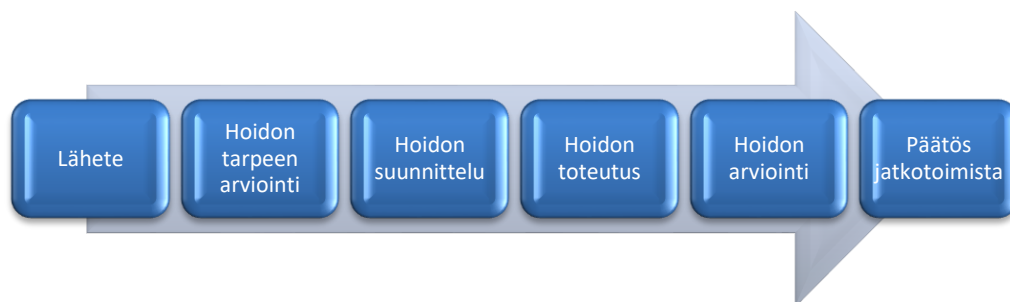 Lähete
Hoidon
tarpeen
arviointi
Hoidon
suunnittelu
Hoidon
toteutus
Hoidon
arviointi
Päätös
jatkotoimista